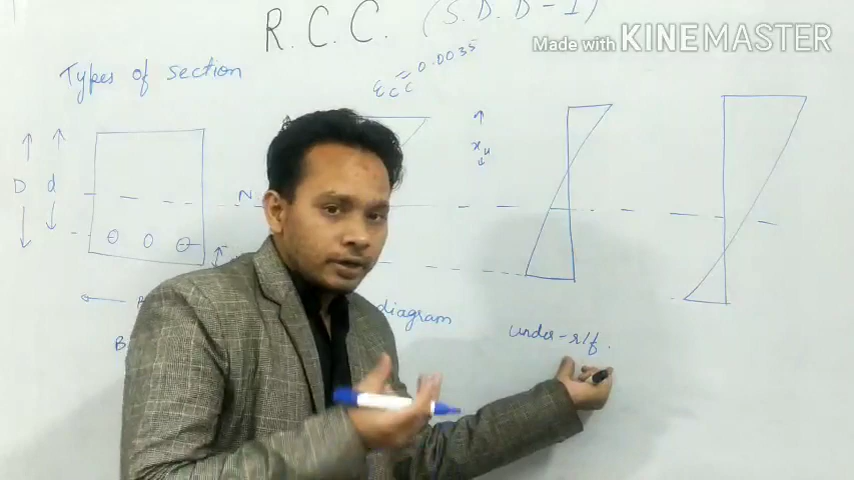 R.C.C. (S.D.D-I)
Made with KINEMASTER
Types of section
Ecc = 0.0035
D d
xu
N
diagram
under-r/f.
B